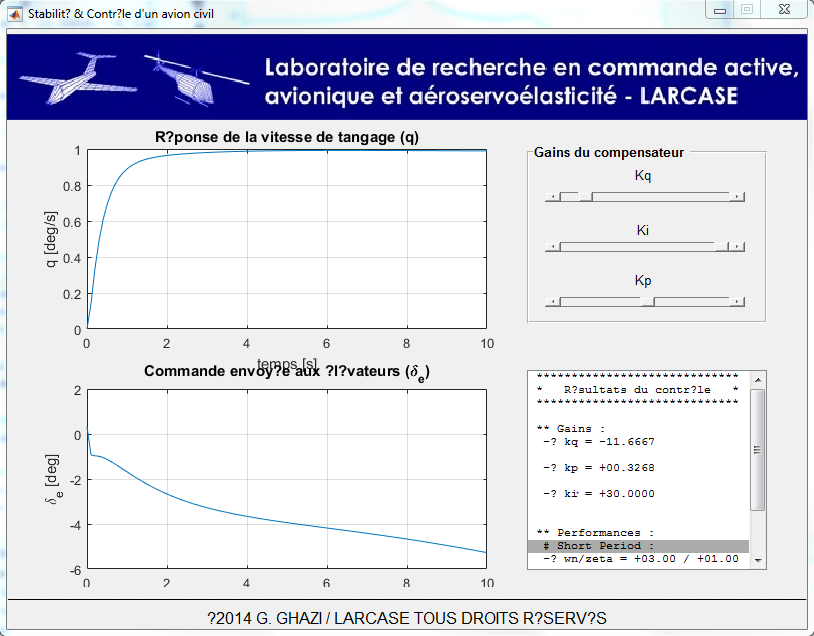 Stabilit? & Contr?le d'un avion civil
Laboratoire de recherche en commande active,
avionique et aéroservoélasticité - LARCASE
R?ponse de la vitesse de tangage (q)
1
0.8
0.6
0.4
0.2
0
q [deg/s]
0 2 4 6 8 10
temps [s]
Commande envoy?e aux ?l?vateurs (δe)
2
0
-2
-4
-6
δe [deg]
0 2 4 6 8 10
Gains du compensateur
Kq
Ki
Kp
*****************************
* R?sultats du contr?le *
*****************************
** Gains :
-? kq = -11.6667
-? kp = +00.3268
-? ki = +30.0000
** Performances :
# Short Period :
-? wn/zeta = +03.00 / +01.00
?2014 G. GHAZI / LARCASE TOUS DROITS R?SERV?S